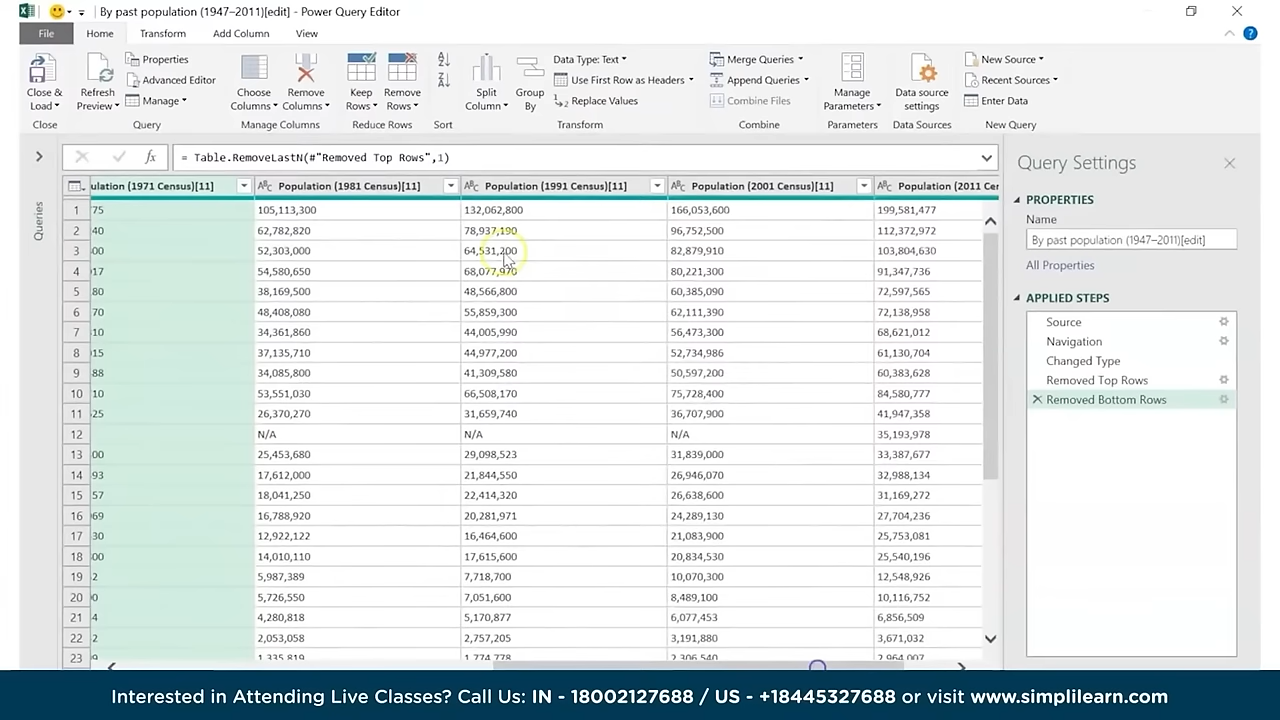 By past population (1947–2011)[edit] - Power Query Editor
File Home Transform Add Column View
Close & Load Refresh Preview Properties Advanced Editor Manage Choose Columns Remove Columns Keep Rows Remove Rows Split Column Group By Data Type: Text Use First Row as Headers Replace Values Merge Queries Append Queries Combine Files Manage Parameters Data source settings New Source Recent Sources Enter Data
Close Query Manage Columns Reduce Rows Sort Transform Combine Parameters Data Sources New Query
fx = Table.RemoveLastN(#"Removed Top Rows",1)
Queries
ulation (1971 Census)[11] Population (1981 Census)[11] Population (1991 Census)[11] Population (2001 Census)[11] Population (2011 Cer
1 75 105,113,300 132,062,800 166,053,600 199,581,477
2 40 62,782,820 78,937,190 96,752,500 112,372,972
3 00 52,303,000 64,531,200 82,879,910 103,804,630
4 17 54,580,650 68,077,970 80,221,300 91,347,736
5 80 38,169,500 48,566,800 60,385,090 72,597,565
6 70 48,408,080 55,859,300 62,111,390 72,138,958
7 10 34,361,860 44,005,990 56,473,300 68,621,012
8 15 37,135,710 44,977,200 52,734,986 61,130,704
9 88 34,085,800 41,309,580 50,597,200 60,383,628
10 10 53,551,030 66,508,170 75,728,400 84,580,777
11 25 26,370,270 31,659,740 36,707,900 41,947,358
12 N/A N/A N/A 35,193,978
13 00 25,453,680 29,098,523 31,839,000 33,387,677
14 93 17,612,000 21,844,550 26,946,070 32,988,134
15 57 18,041,250 22,414,320 26,638,600 31,169,272
16 069 16,788,920 20,281,971 24,289,130 27,704,236
17 30 12,922,122 16,464,600 21,083,900 25,753,081
18 00 14,010,110 17,615,600 20,834,530 25,540,196
19 2 5,987,389 7,718,700 10,070,300 12,548,926
20 0 5,726,550 7,051,600 8,489,100 10,116,752
21 4 4,280,818 5,170,877 6,077,453 6,856,509
22 2 2,053,058 2,757,205 3,191,880 3,671,032
23 9 1,335,819 1,774,778 2,306,540 2,964,007
Query Settings
PROPERTIES
Name
By past population (1947–2011)[edit]
All Properties
APPLIED STEPS
Source
Navigation
Changed Type
Removed Top Rows
Removed Bottom Rows
Interested in Attending Live Classes? Call Us: IN - 18002127688 / US - +18445327688 or visit www.simplilearn.com